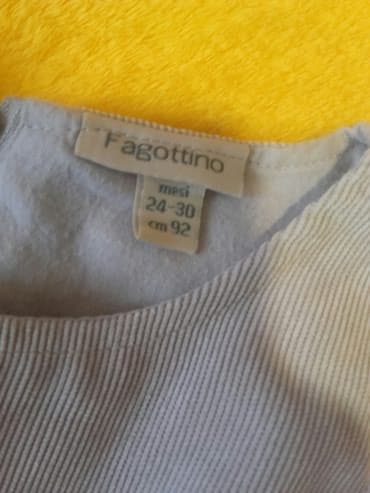 Fagottino
mesi
24-30
cm 92